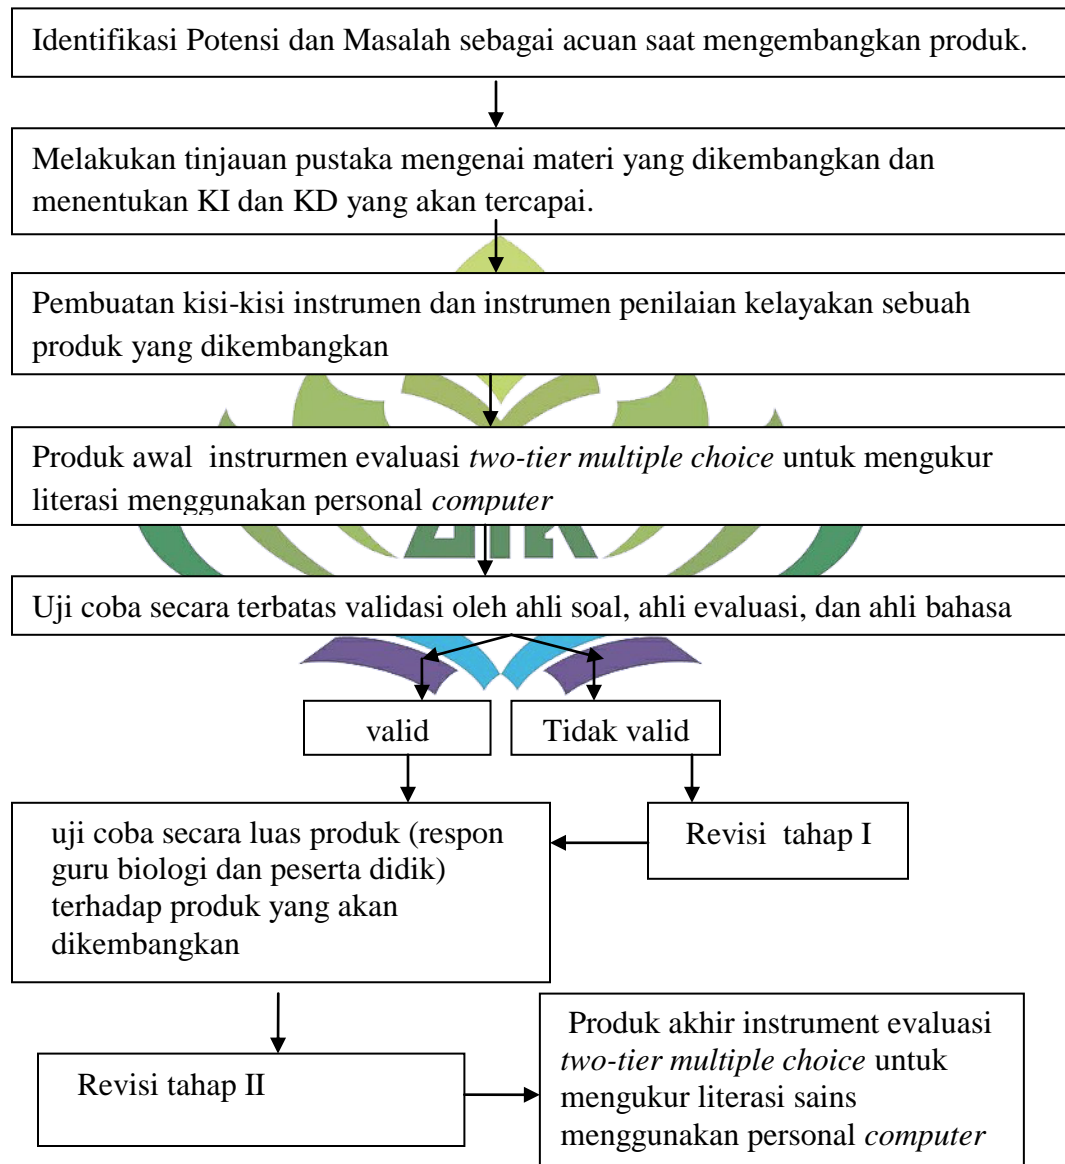 Identifikasi Potensi dan Masalah sebagai acuan saat mengembangkan produk.
Melakukan tinjauan pustaka mengenai materi yang dikembangkan dan
menentukan KI dan KD yang akan tercapai.
Pembuatan kisi-kisi instrumen dan instrumen penilaian kelayakan sebuah
produk yang dikembangkan
Produk awal instrurmen evaluasi two-tier multiple choice untuk mengukur
literasi menggunakan personal computer
Uji coba secara terbatas validasi oleh ahli soal, ahli evaluasi, dan ahli bahasa
valid
Tidak valid
uji coba secara luas produk (respon
guru biologi dan peserta didik)
terhadap produk yang akan
dikembangkan
Revisi tahap I
Revisi tahap II
Produk akhir instrument evaluasi
two-tier multiple choice untuk
mengukur literasi sains
menggunakan personal computer